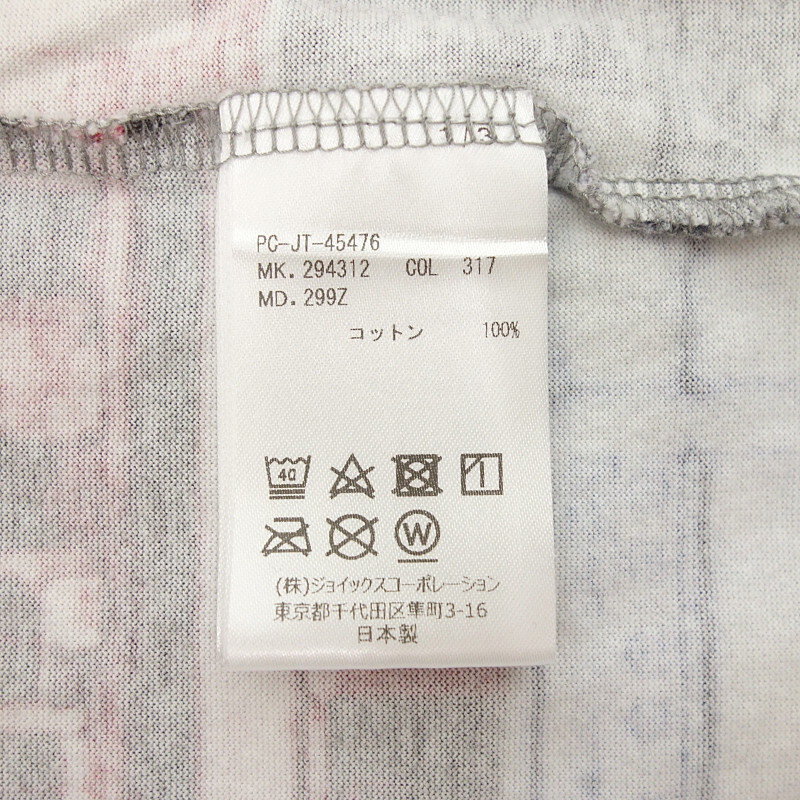 1/3
PC-JT-45476
MK. 294312 COL 317
MD. 299Z
コットン 100%
40
W
(株)ジョイックスコーポレーション
東京都千代田区隼町3-16
日本製